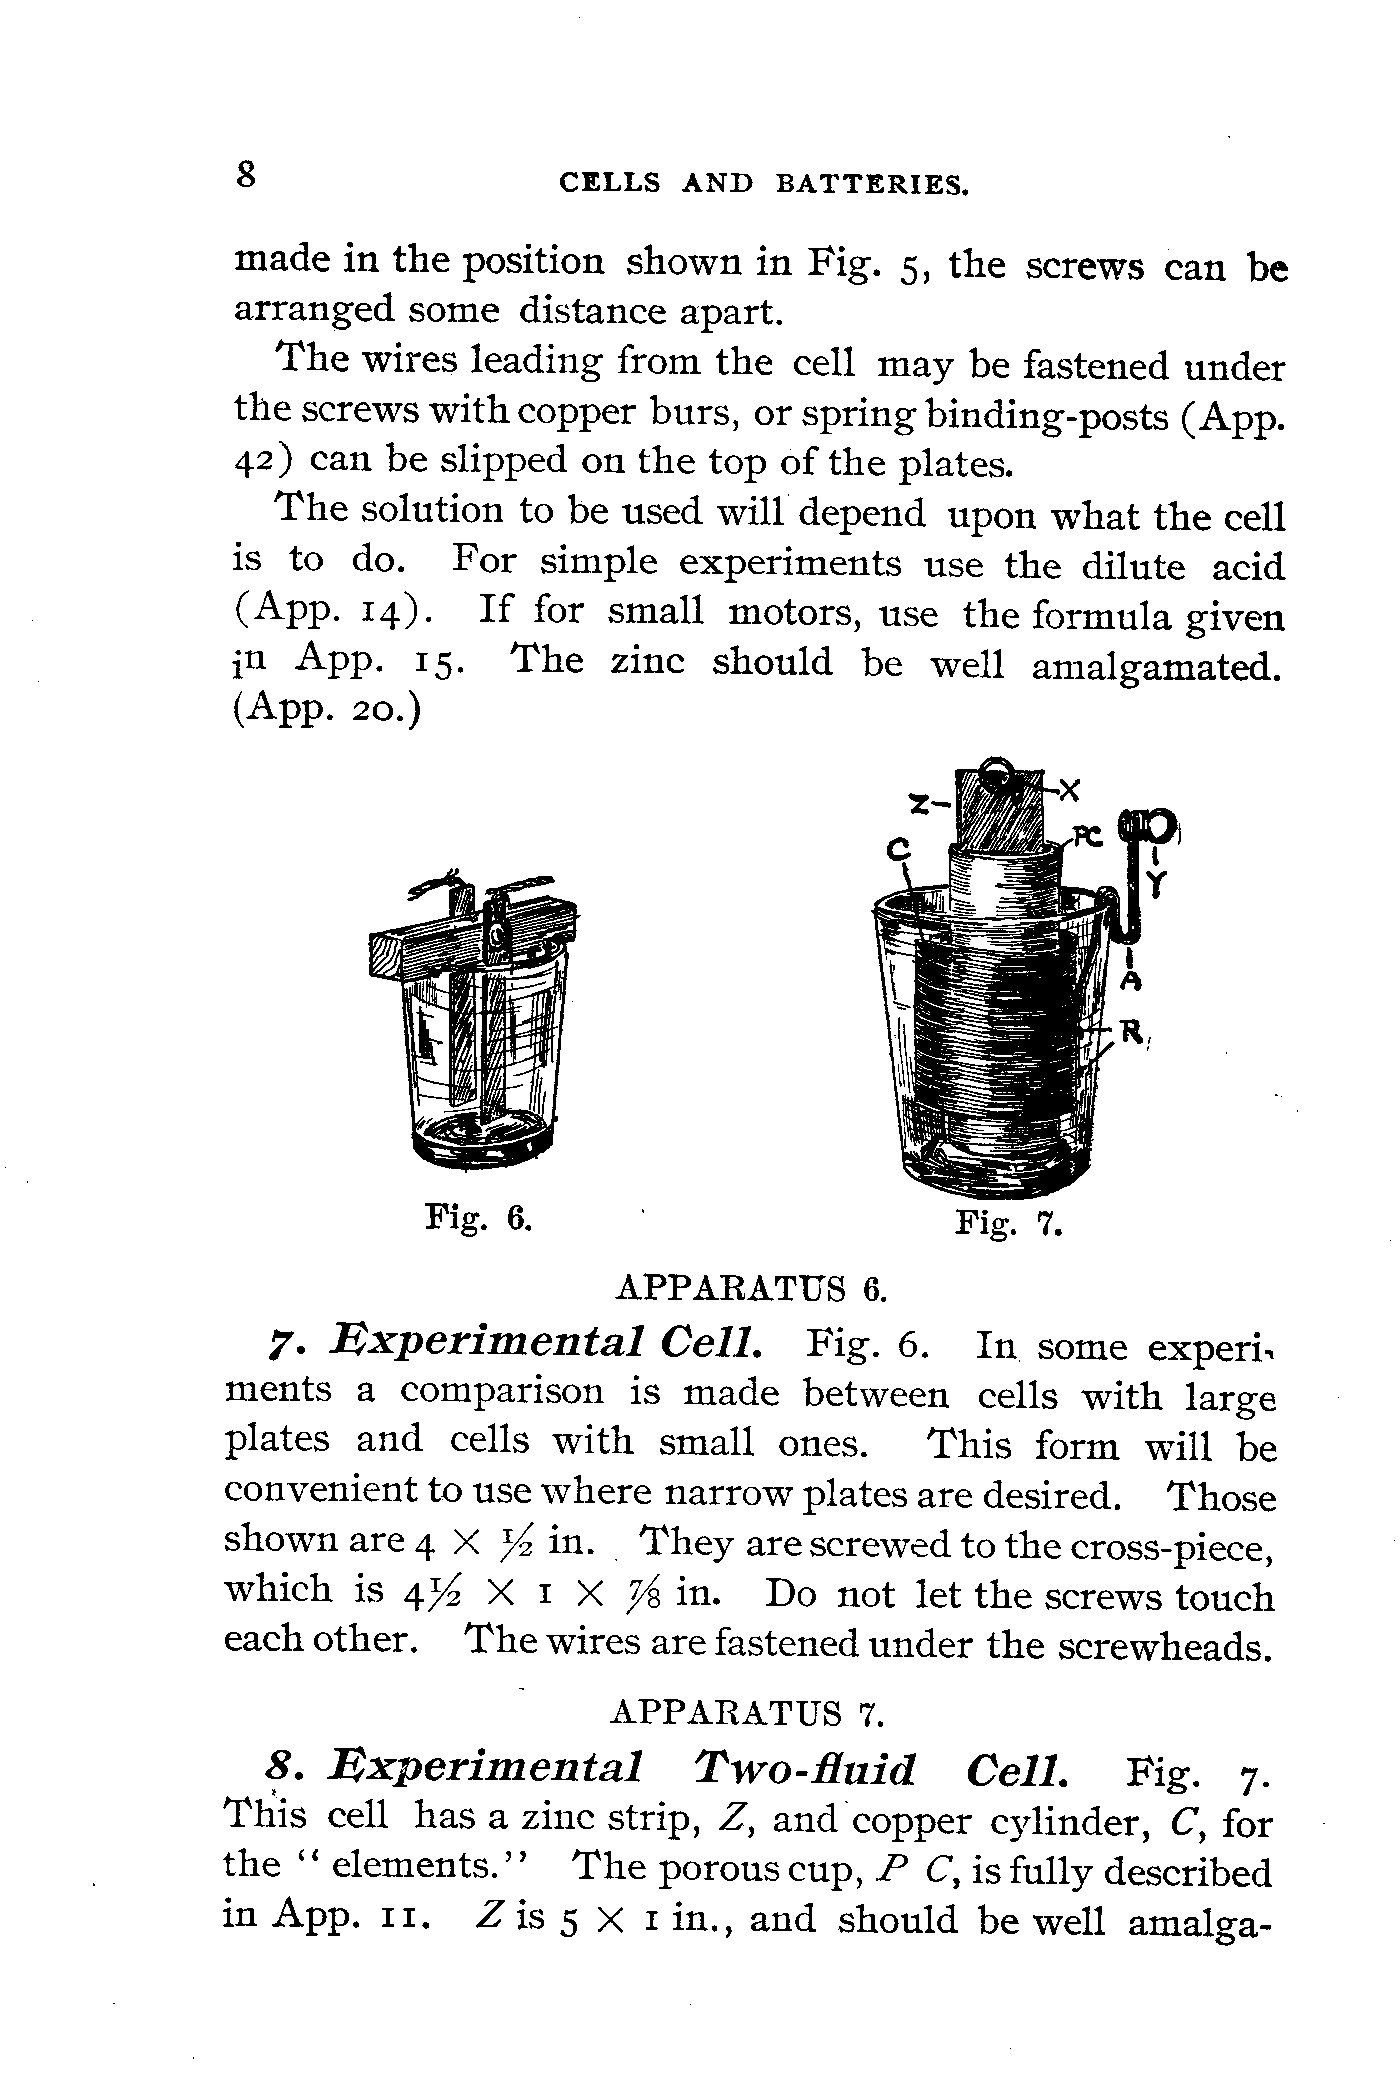 8 CELLS AND BATTERIES.
made in the position shown in Fig. 5, the screws can be
arranged some distance apart.
The wires leading from the cell may be fastened under
the screws with copper burs, or spring binding-posts (App.
42) can be slipped on the top of the plates.
The solution to be used will depend upon what the cell
is to do. For simple experiments use the dilute acid
(App. 14). If for small motors, use the formula given
in App. 15. The zinc should be well amalgamated.
(App. 20.)
Z
X
C
PC
Y
A
R
Fig. 6.
Fig. 7.
APPARATUS 6.
7. Experimental Cell. Fig. 6. In some experi-
ments a comparison is made between cells with large
plates and cells with small ones. This form will be
convenient to use where narrow plates are desired. Those
shown are 4 × ½ in. They are screwed to the cross-piece,
which is 4½ × 1 × ⅞ in. Do not let the screws touch
each other. The wires are fastened under the screwheads.
APPARATUS 7.
8. Experimental Two-fluid Cell. Fig. 7.
This cell has a zinc strip, Z, and copper cylinder, C, for
the “ elements.” The porous cup, P C, is fully described
in App. 11. Z is 5 × 1 in., and should be well amalga-